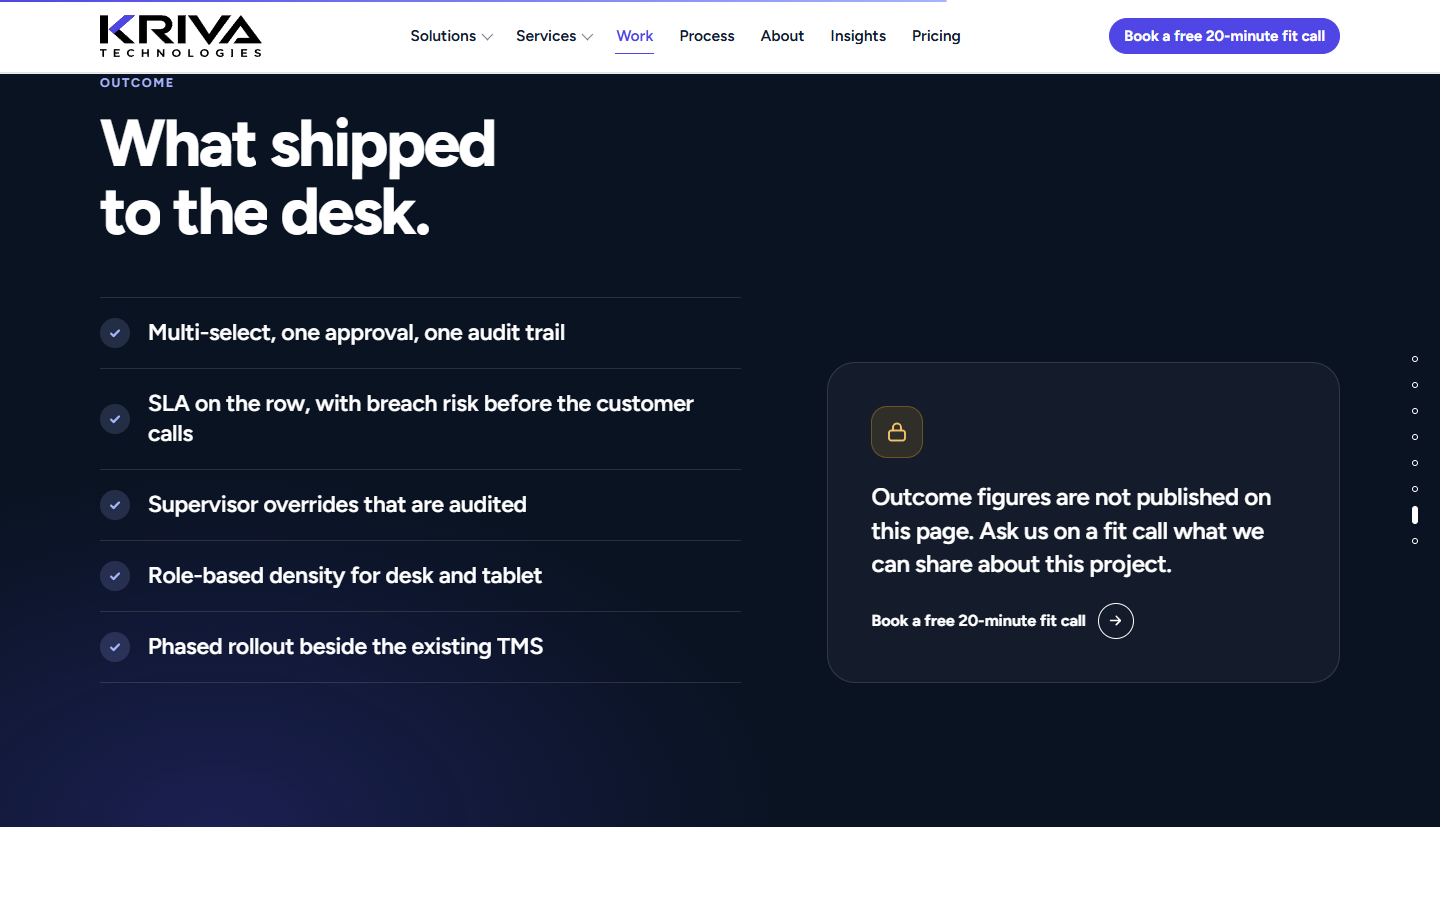 KRIVA
TECHNOLOGIES
Solutions
Services
Work
Process
About
Insights
Pricing
Book a free 20-minute fit call
OUTCOME
What shipped
to the desk.
Multi-select, one approval, one audit trail
SLA on the row, with breach risk before the customer
calls
Supervisor overrides that are audited
Role-based density for desk and tablet
Phased rollout beside the existing TMS
Outcome figures are not published on
this page. Ask us on a fit call what we
can share about this project.
Book a free 20-minute fit call